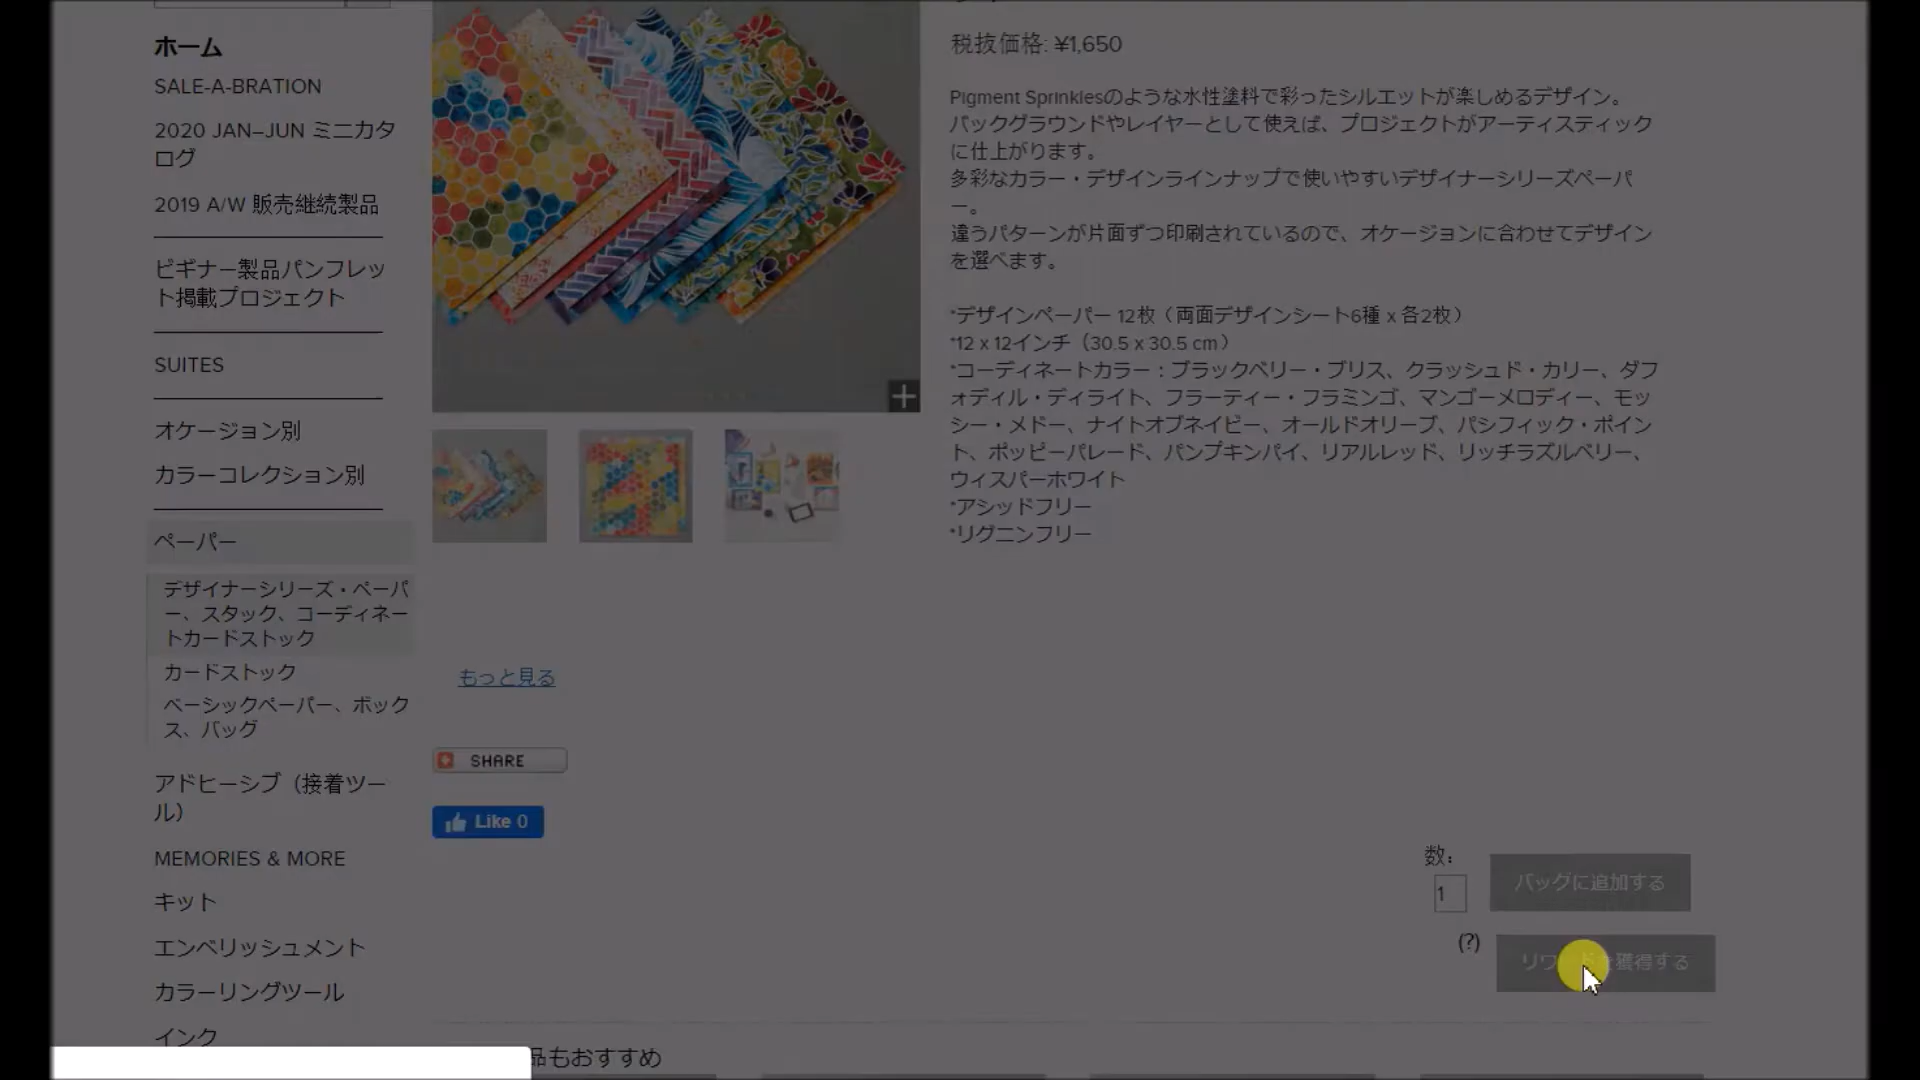 ホーム
SALE-A-BRATION
2020 JAN–JUN ミニカタ
ログ
2019 A/W 販売継続製品
ビギナー製品パンフレッ
ト掲載プロジェクト
SUITES
オケージョン別
カラーコレクション別
ペーパー
デザイナーシリーズ・ペーパ
ー、スタック、コーディネー
トカードストック
カードストック
ベーシックペーパー、ボック
ス、バッグ
アドヒーシブ（接着ツー
ル）
MEMORIES & MORE
キット
エンベリッシュメント
カラーリングツール
インク
税抜価格: ¥1,650
Pigment Sprinklesのような水性塗料で彩ったシルエットが楽しめるデザイン。
バックグラウンドやレイヤーとして使えば、プロジェクトがアーティスティック
に仕上がります。
多彩なカラー・デザインラインナップで使いやすいデザイナーシリーズペーパ
ー。
違うパターンが片面ずつ印刷されているので、オケージョンに合わせてデザイン
を選べます。
*デザインペーパー 12枚（両面デザインシート6種 x 各2枚）
*12 x 12インチ（30.5 x 30.5 cm）
*コーディネートカラー：ブラックベリー・ブリス、クラッシュド・カリー、ダフ
ォディル・ディライト、フラーティー・フラミンゴ、マンゴーメロディー、モッ
シー・メドー、ナイトオブネイビー、オールドオリーブ、パシフィック・ポイン
ト、ポッピーパレード、パンプキンパイ、リアルレッド、リッチラズルベリー、
ウィスパーホワイト
*アシッドフリー
*リグニンフリー
もっと見る
SHARE
Like 0
数:
1
バッグに追加する
(?)
リワ を獲得する
品もおすすめ